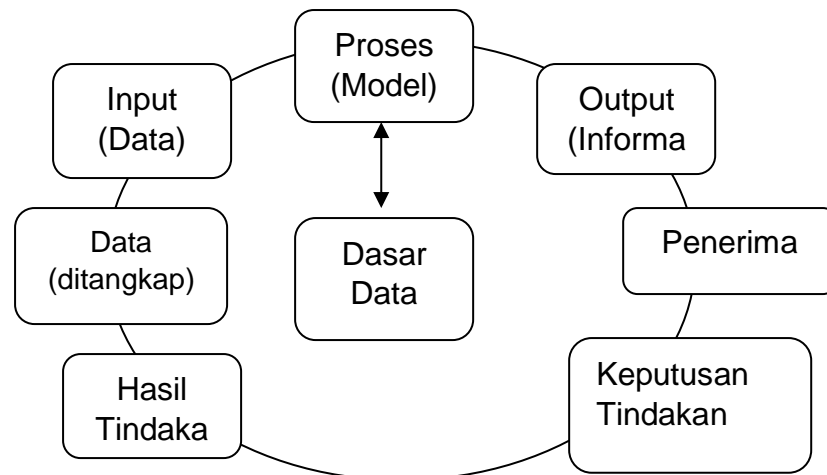 Proses
(Model)
Input
(Data)
Output
(Informa
Data
(ditangkap)
Dasar
Data
Penerima
Hasil
Tindaka
Keputusan
Tindakan